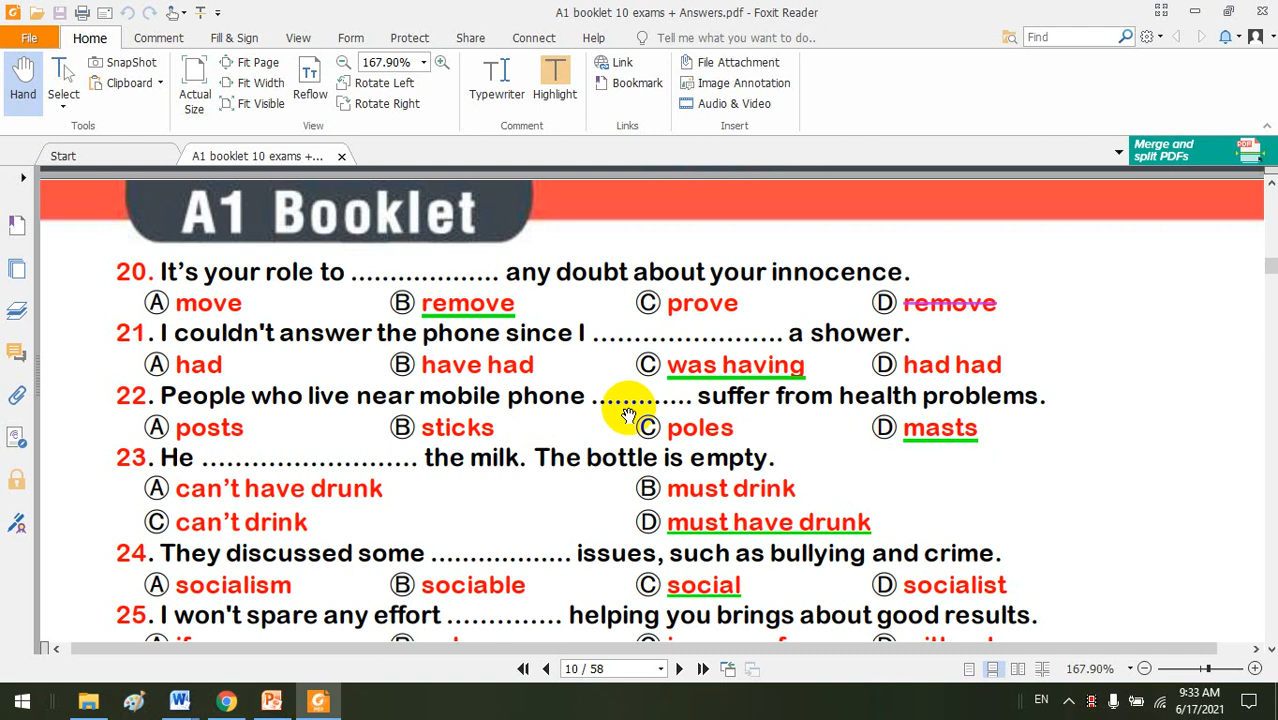 A1 booklet 10 exams + Answers.pdf - Foxit Reader
File Home Comment Fill & Sign View Form Protect Share Connect Help Tell me what you want to do.. Find
Hand
Select
SnapShot
Clipboard
Actual Size
Fit Page
Fit Width
Fit Visible
Reflow
167.90%
Rotate Left
Rotate Right
Typewriter
Highlight
Link
Bookmark
File Attachment
Image Annotation
Audio & Video
Tools View Comment Links Insert
Start A1 booklet 10 exams +...
Merge and
split PDFs
A1 Booklet
20. It’s your role to ................... any doubt about your innocence.
A move B remove C prove D remove
21. I couldn't answer the phone since I ....................... a shower.
A had B have had C was having D had had
22. People who live near mobile phone ............ suffer from health problems.
A posts B sticks C poles D masts
23. He .......................... the milk. The bottle is empty.
A can’t have drunk B must drink
C can’t drink D must have drunk
24. They discussed some ................. issues, such as bullying and crime.
A socialism B sociable C social D socialist
25. I won't spare any effort .............. helping you brings about good results.
10 / 58
167.90%
EN
9:33 AM
6/17/2021